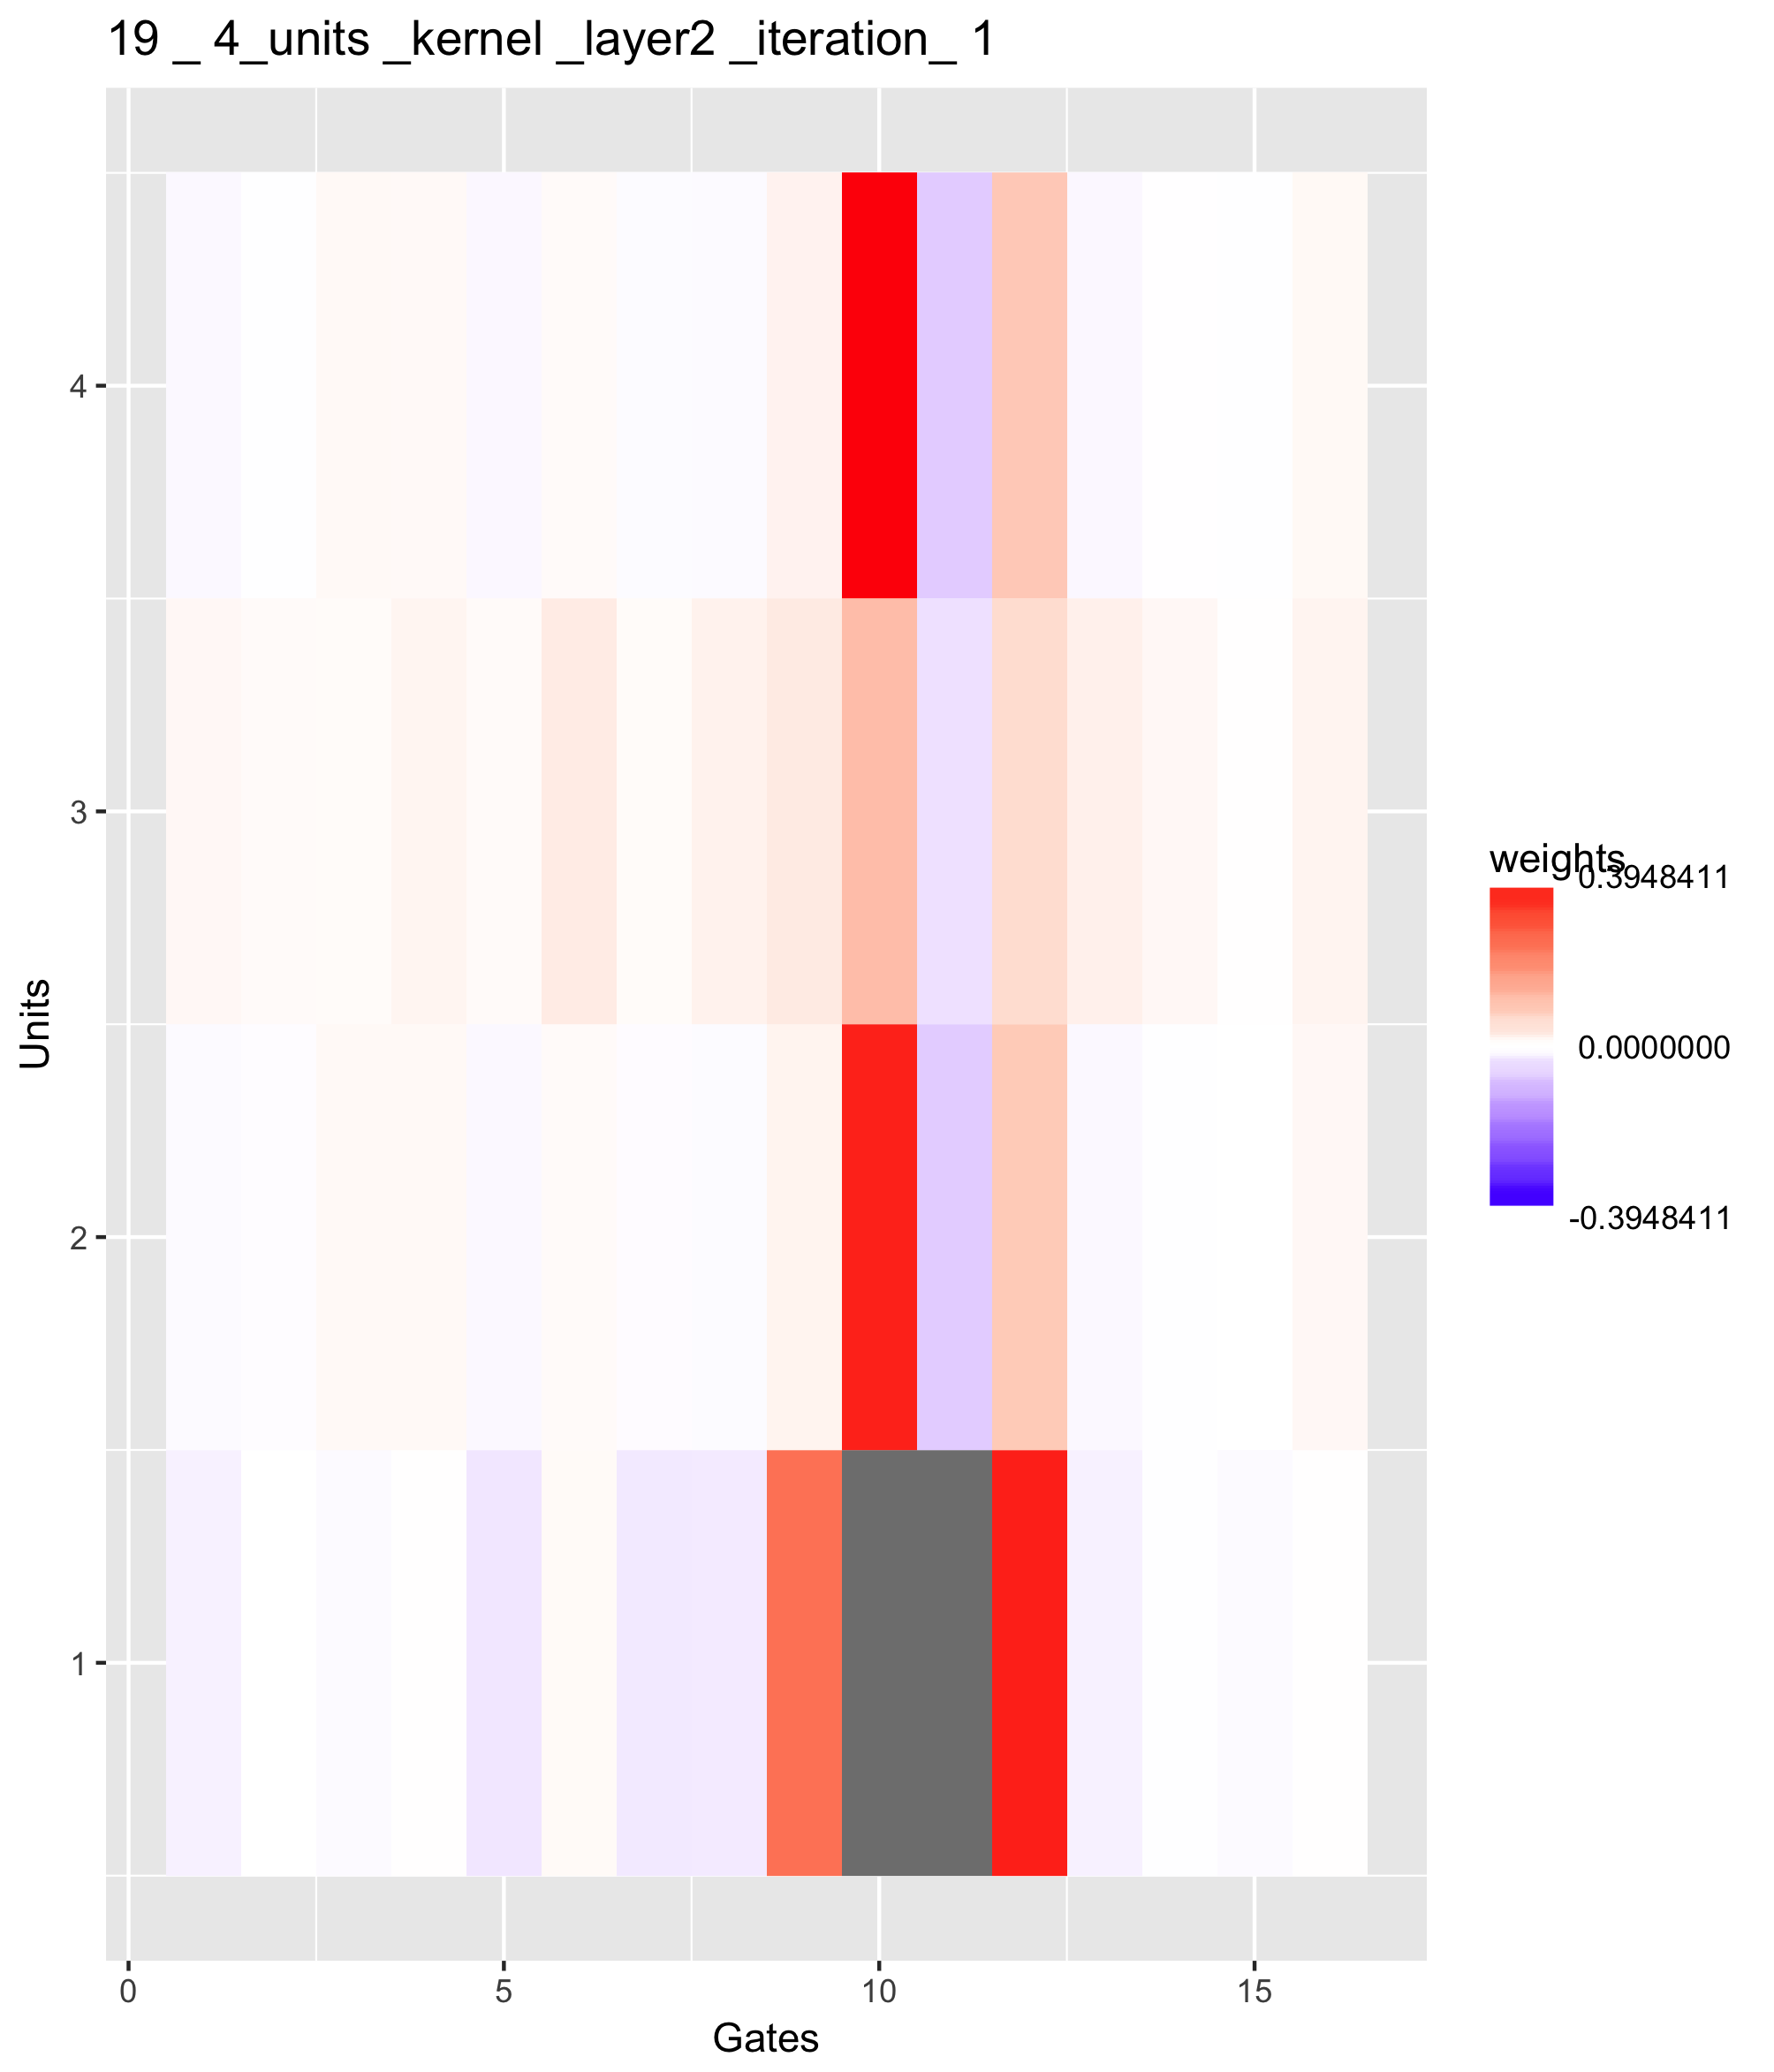 19 _ 4_units _kernel _layer2 _iteration_ 1
Units
4
3
2
1
0
5
10
15
Gates
weights
0.3948411
0.0000000
-0.3948411